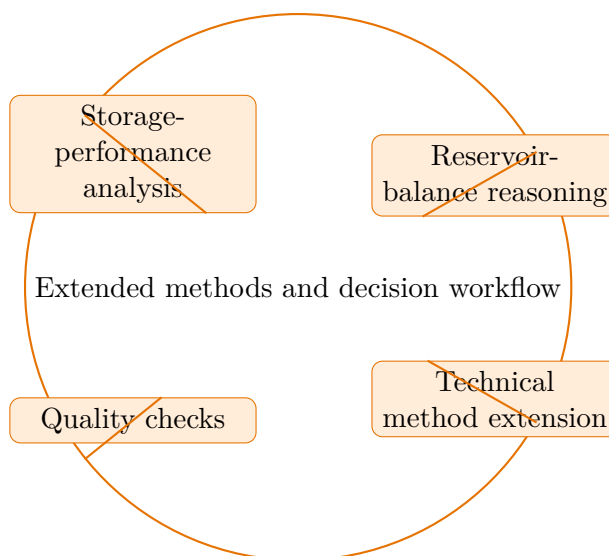 Storage-
performance
analysis
Reservoir-
balance reasoning
Extended methods and decision workflow
Technical
method extension
Quality checks